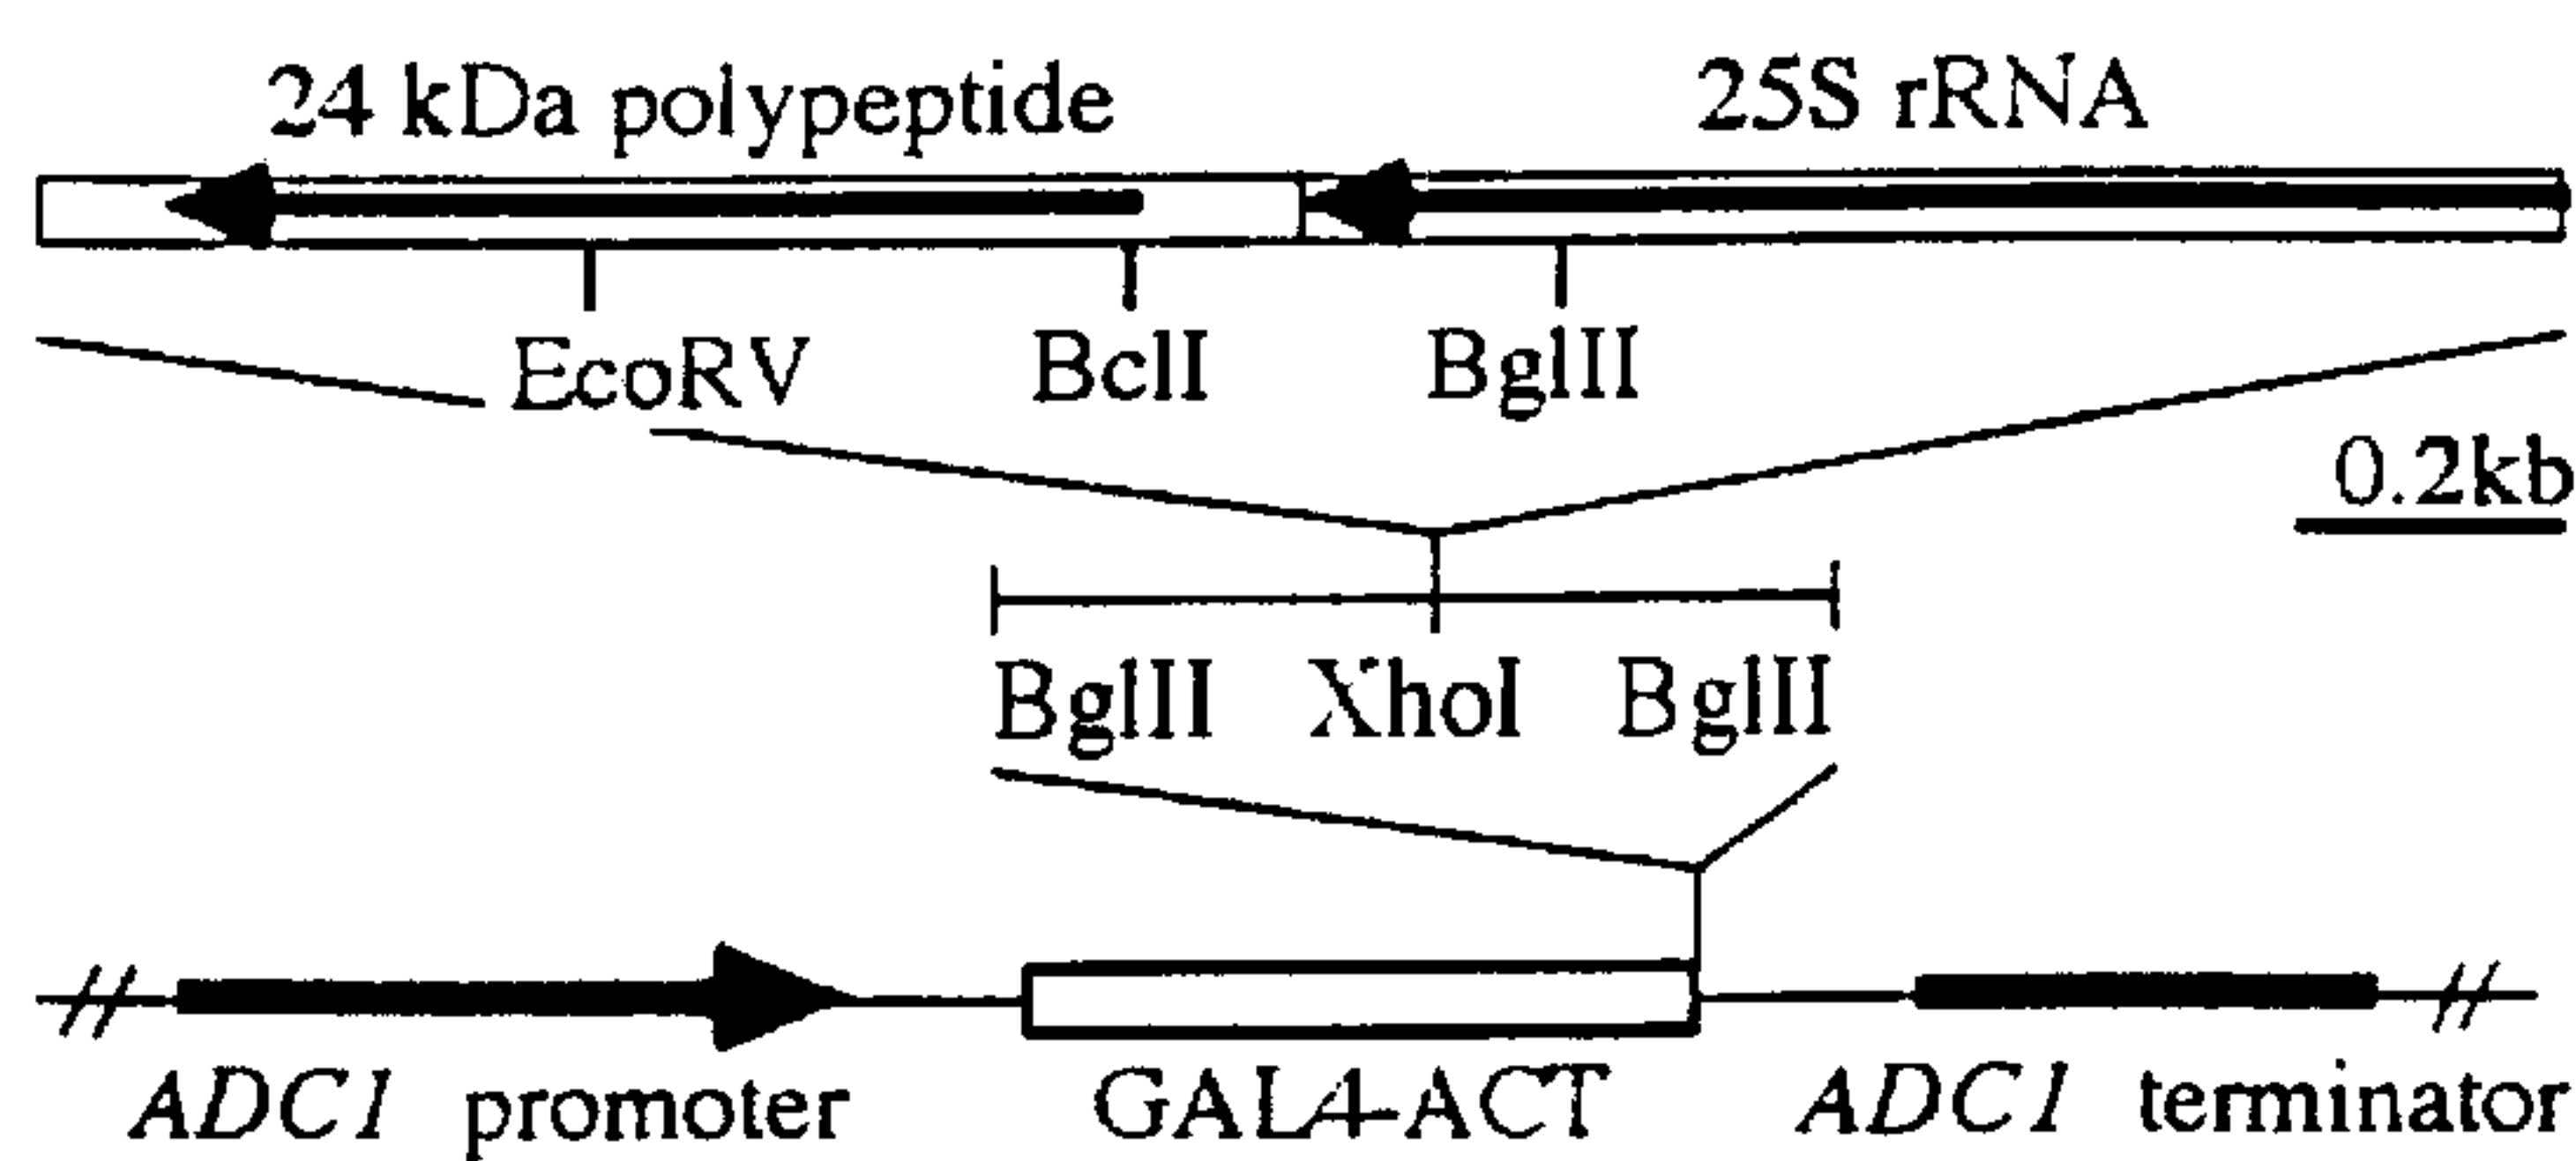 24 kDa polypeptide 25S rRNA
EcoRV BclI BglII
0.2kb
BglII XhoI BglII
ADC1 promoter GAL4-ACT ADC1 terminator